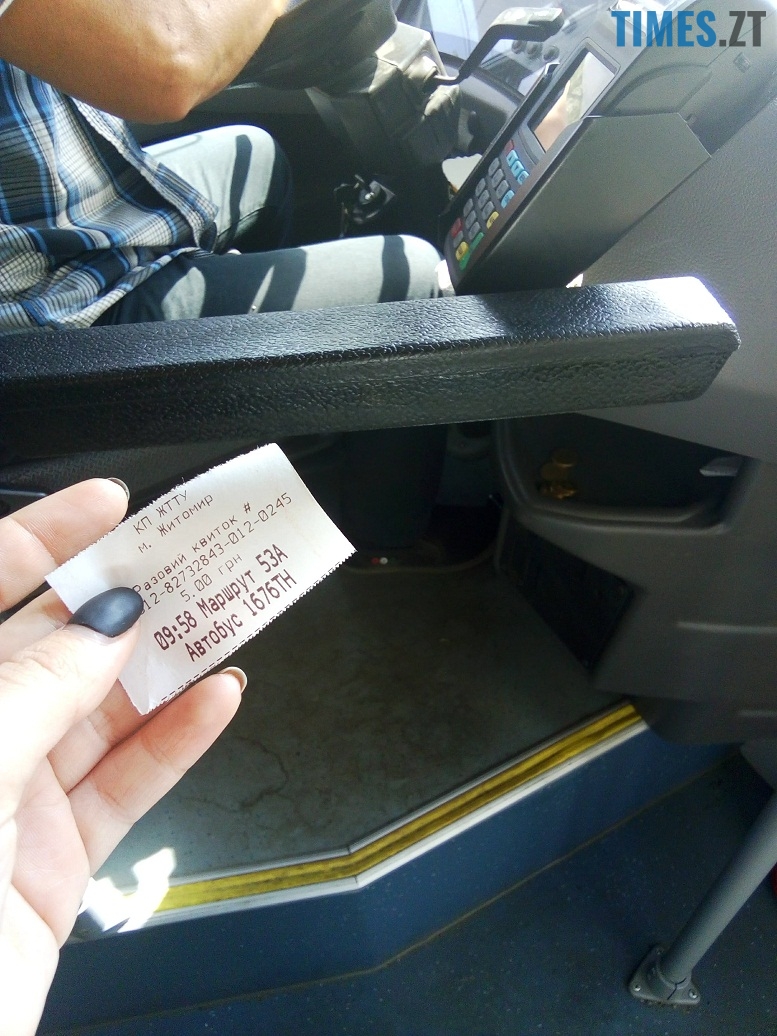 TIMES.ZT
КП ЖТТУ
м. Житомир
Разовий квиток #
012-82732843-012-0245
5.00 грн
09:58 Маршрут 53А
Автобус 1676ТН